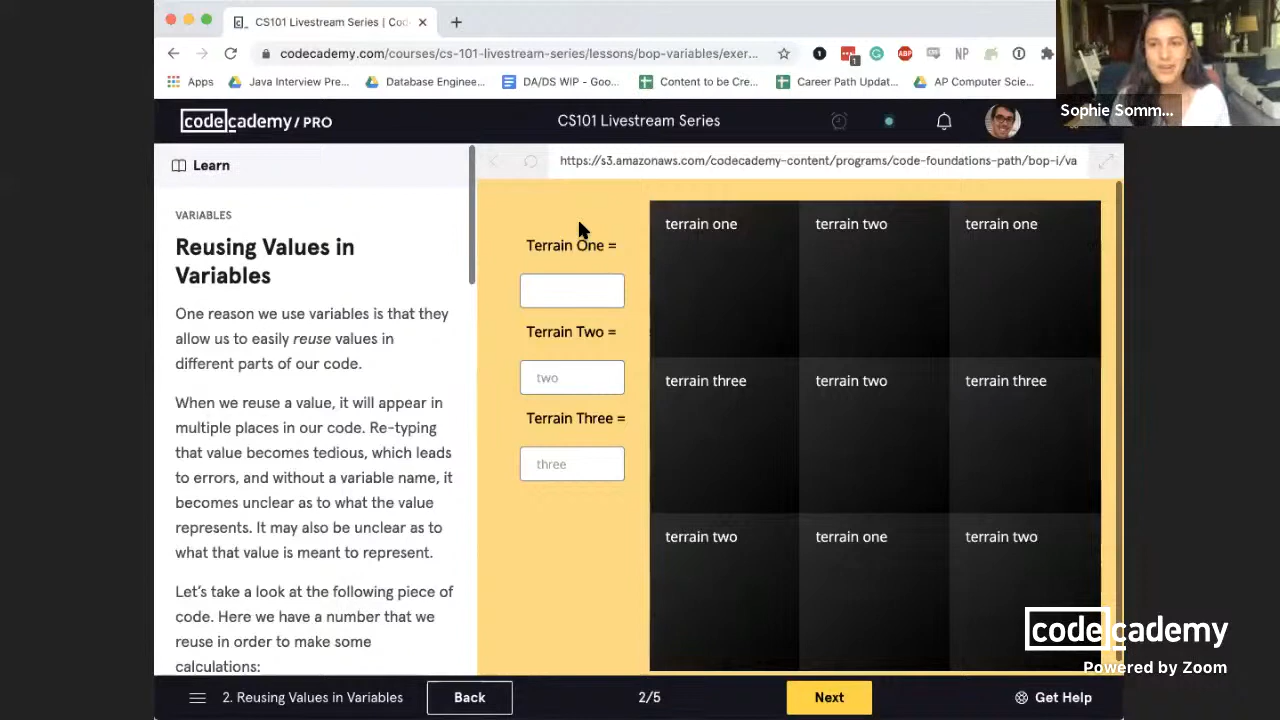 CS101 Livestream Series | Cod
codecademy.com/courses/cs-101-livestream-series/lessons/bop-variables/exer...
Apps
Java Interview Pre...
Database Enginee...
DA/DS WIP - Goo...
Content to be Cre...
Career Path Updat...
AP Computer Scie...
Sophie Somm...
codecademy / PRO
CS101 Livestream Series
Learn
https://s3.amazonaws.com/codecademy-content/programs/code-foundations-path/bop-i/va
VARIABLES
Reusing Values in
Variables
One reason we use variables is that they
allow us to easily reuse values in
different parts of our code.
When we reuse a value, it will appear in
multiple places in our code. Re-typing
that value becomes tedious, which leads
to errors, and without a variable name, it
becomes unclear as to what the value
represents. It may also be unclear as to
what that value is meant to represent.
Let's take a look at the following piece of
code. Here we have a number that we
reuse in order to make some
calculations:
Terrain One =
Terrain Two =
two
Terrain Three =
three
terrain one
terrain two
terrain one
terrain three
terrain two
terrain three
terrain two
terrain one
terrain two
codecademy
Powered by Zoom
2. Reusing Values in Variables
Back
2/5
Next
Get Help